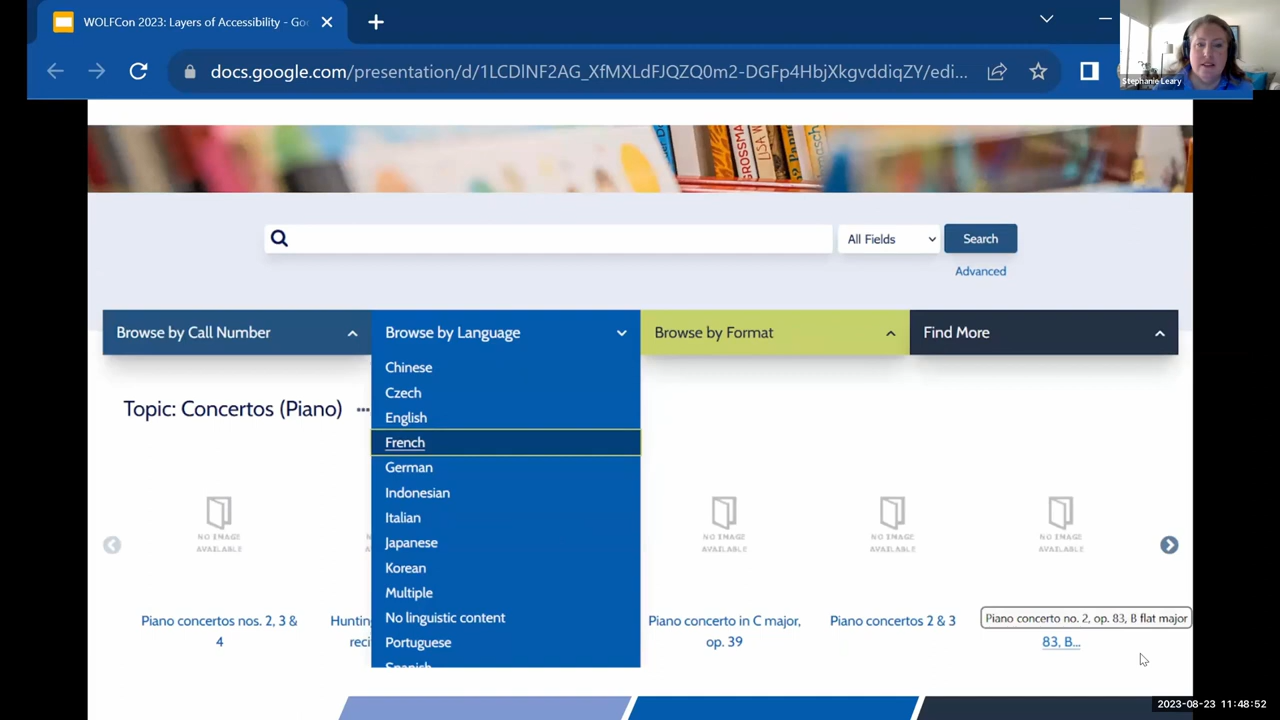 WOLFCon 2023: Layers of Accessibility - Goo
docs.google.com/presentation/d/1LCDlNF2AG_XfMXLdFJQZQ0m2-DGFp4HbjXkgvddiqZY/edi...
Stephanie Leary
GROSSMAN
LISA W
All Fields
Search
Advanced
Browse by Call Number
Browse by Language
Browse by Format
Find More
Chinese
Czech
English
French
German
Indonesian
Italian
Japanese
Korean
Multiple
No linguistic content
Portuguese
Spanish
Topic: Concertos (Piano) •••
NO IMAGE
AVAILABLE
NO IMAGE
AVAILABLE
NO IMAGE
AVAILABLE
NO IMAGE
AVAILABLE
Piano concertos nos. 2, 3 &
4
Huntin
reci
Piano concerto in C major,
op. 39
Piano concertos 2 & 3
Piano concerto no. 2, op. 83, B flat major
83, B...
2023-08-23 11:48:52